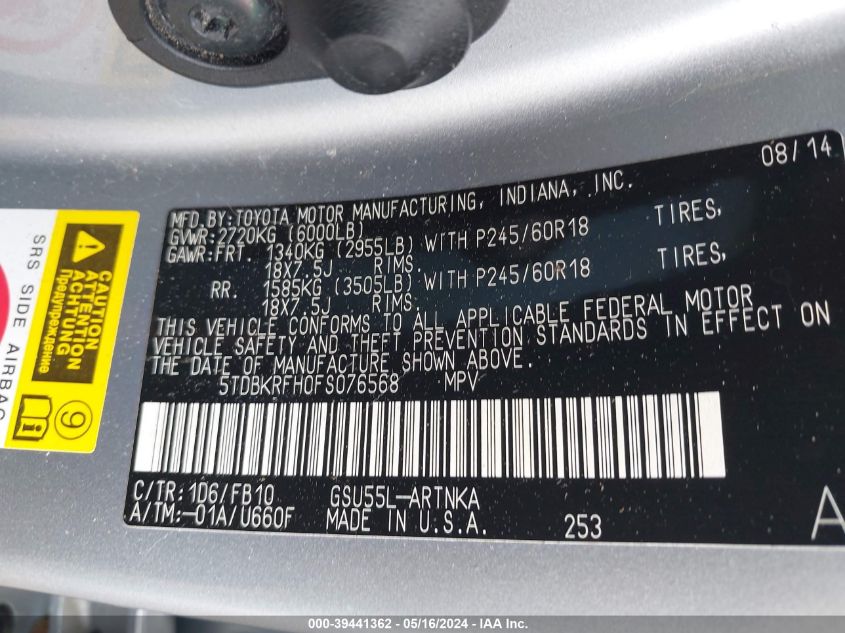 08/14
MFD.BY:TOYOTA MOTOR MANUFACTURING, INDIANA, INC.
GVWR:2720KG (6000LB)
GAWR:FRT. 1340KG (2955LB) WITH P245/60R18 TIRES,
18X7.5J RIMS.
RR. 1585KG (3505LB) WITH P245/60R18 TIRES,
18X7.5J RIMS.
THIS VEHICLE CONFORMS TO ALL APPLICABLE FEDERAL MOTOR
VEHICLE SAFETY AND THEFT PREVENTION STANDARDS IN EFFECT ON
THE DATE OF MANUFACTURE SHOWN ABOVE.
5TDBKRFH0FS076568 MPV
C/TR:1D6/FB10 GSU55L-ARTNKA
A/TM:-01A/U660F MADE IN U.S.A. 253
A
SRS SIDE AIRBAG
CAUTION
ATTENTION
ACHTUNG
Предупреждение
9
i
000-39441362 - 05/16/2024 - IAA Inc.